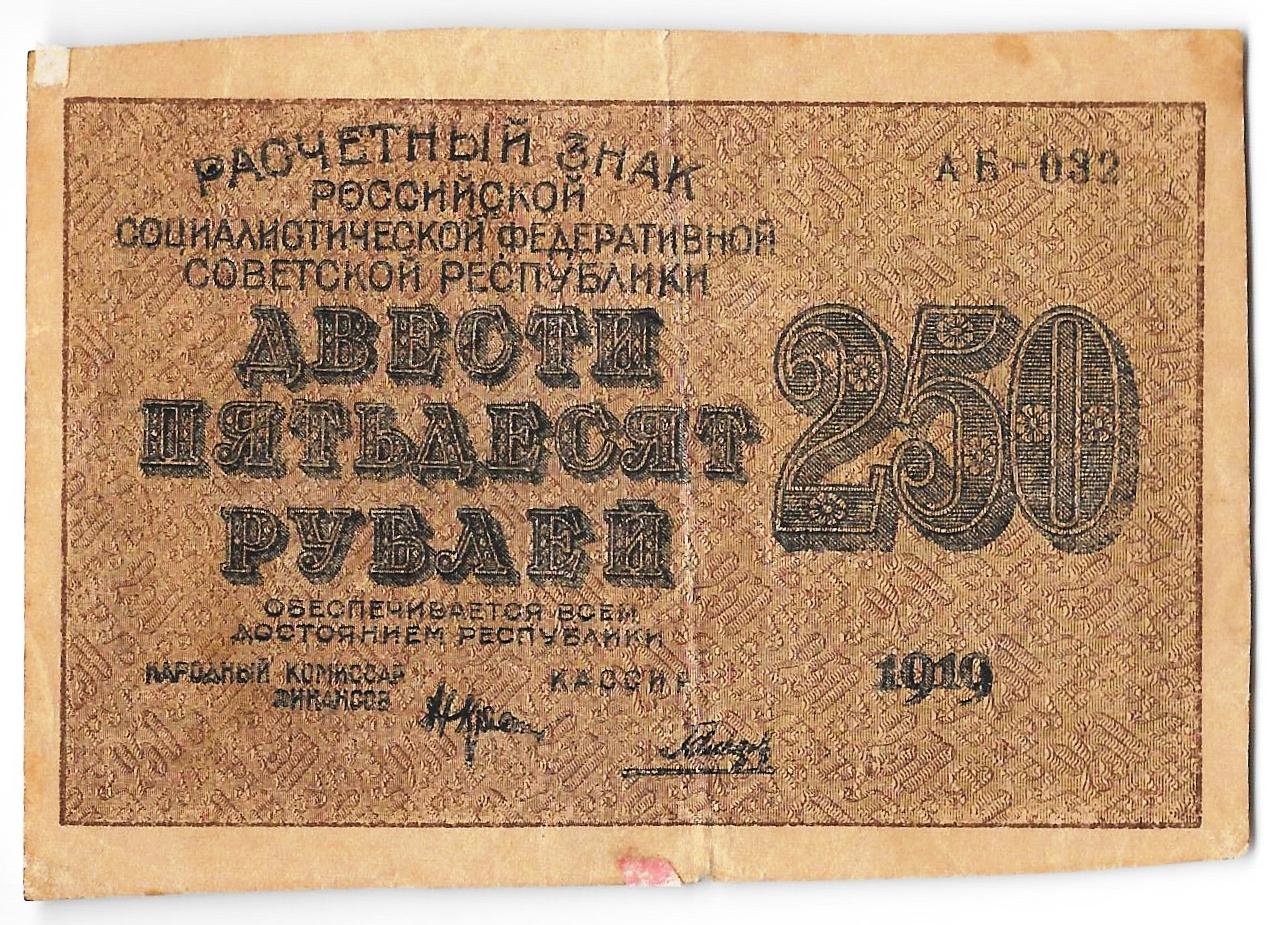 РАСЧЕТНЫЙ ЗНАК
АБ-032
РОССИЙСКОЙ
СОЦИАЛИСТИЧЕСКОЙ ФЕДЕРАТИВНОЙ
СОВЕТСКОЙ РЕСПУБЛИКИ
ДВЕСТИ
ПЯТЬДЕСЯТ
РУБЛЕЙ
250
ОБЕСПЕЧИВАЕТСЯ ВСЕМ
ДОСТОЯНИЕМ РЕСПУБЛИКИ
НАРОДНЫЙ КОМИССАР
ФИНАНСОВ
КАССИР
1919